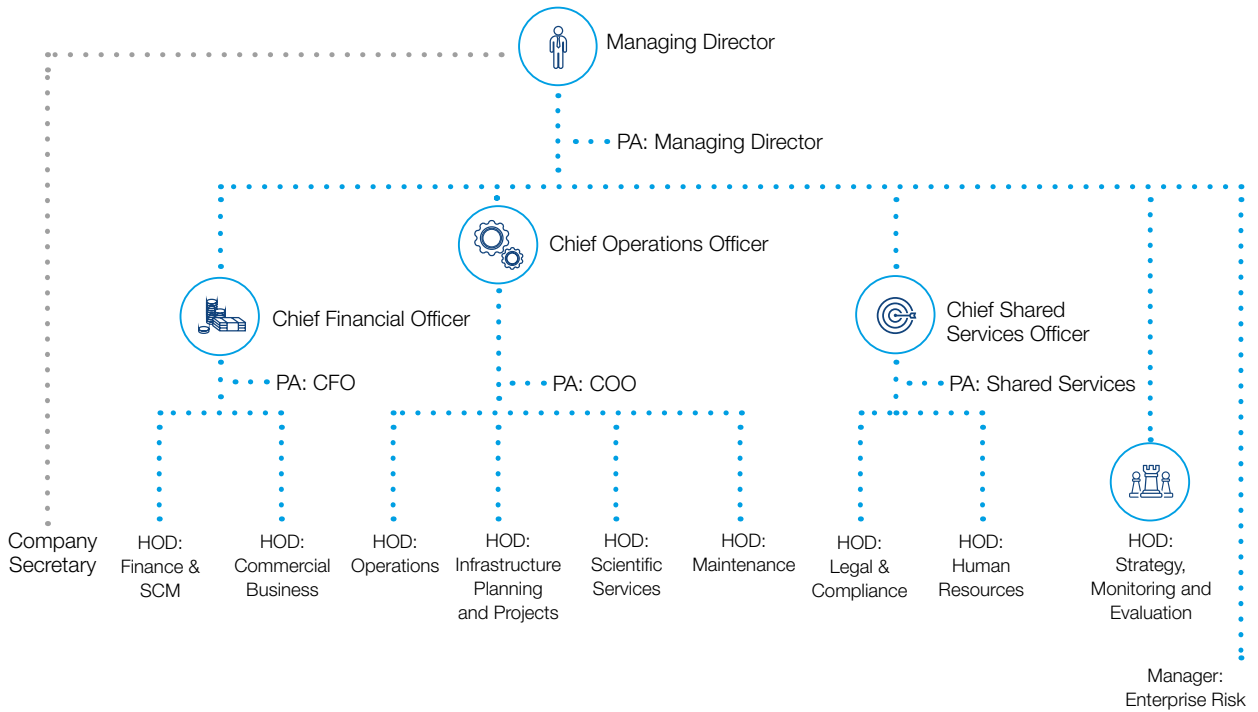 Managing Director
PA: Managing Director
Chief Operations Officer
Chief Financial Officer
Chief Shared
Services Officer
PA: CFO
PA: COO
PA: Shared Services
Company
Secretary
HOD:
Finance &
SCM
HOD:
Commercial
Business
HOD:
Operations
HOD:
Infrastructure
Planning
and Projects
HOD:
Scientific
Services
HOD:
Maintenance
HOD:
Legal &
Compliance
HOD:
Human
Resources
HOD:
Strategy,
Monitoring and
Evaluation
Manager:
Enterprise Risk